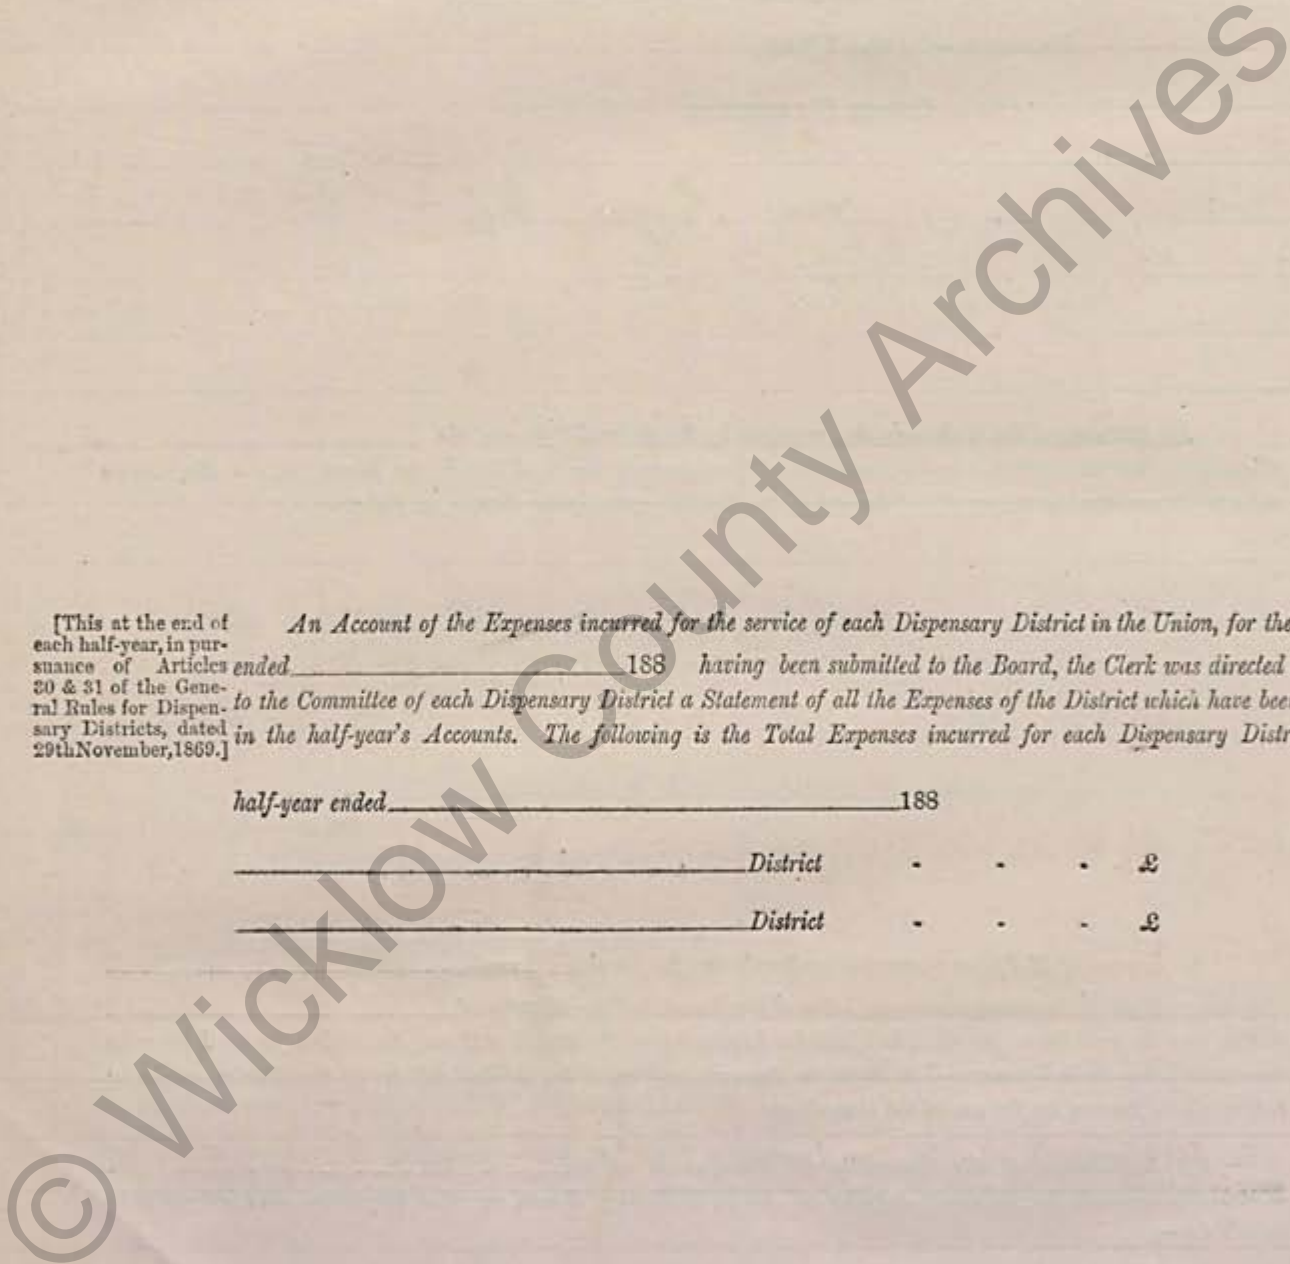 [This at the end of
each half-year, in pur-
suance of Articles
30 & 31 of the Gene-
ral Rules for Dispen-
sary Districts, dated
29th November, 1869.]
An Account of the Expenses incurred for the service of each Dispensary District in the Union, for the
ended 188 having been submitted to the Board, the Clerk was directed
to the Committee of each Dispensary District a Statement of all the Expenses of the District which have been
in the half-year's Accounts. The following is the Total Expenses incurred for each Dispensary Distr
half-year ended 188
District - - - £
District - - - £
© Wicklow County Archives